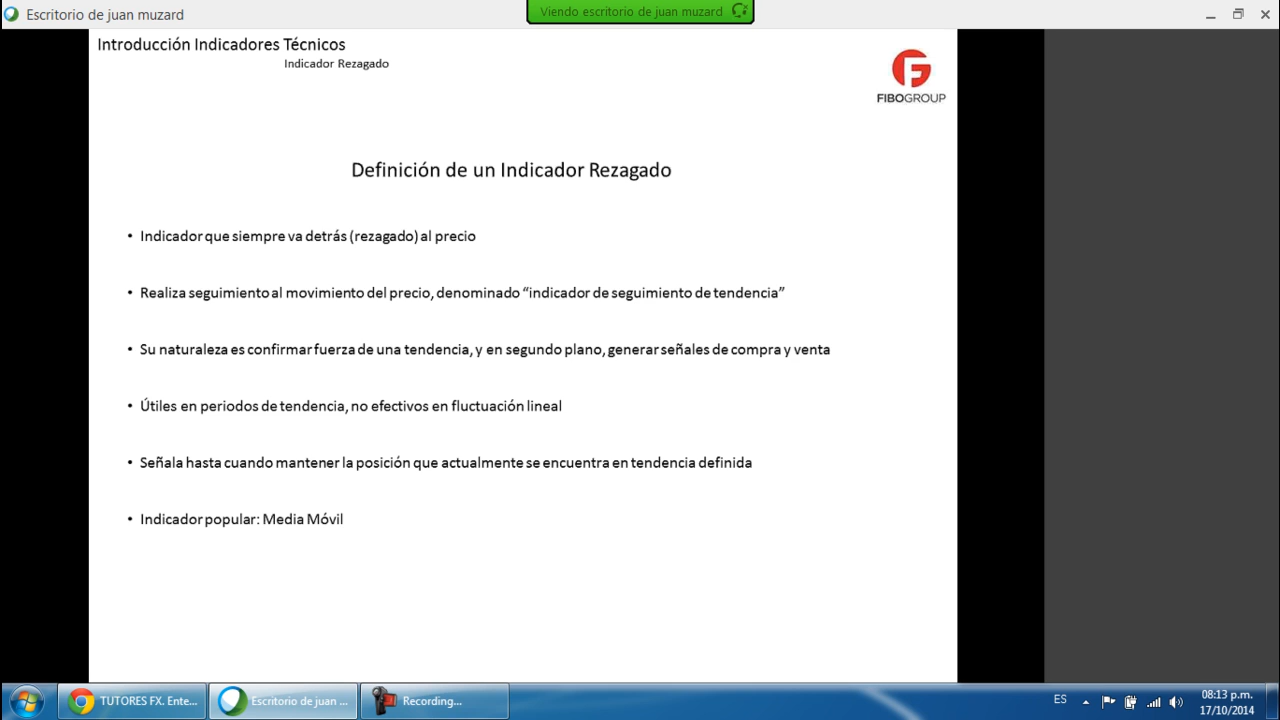 Escritorio de juan muzard
Viendo escritorio de juan muzard
Introducción Indicadores Técnicos
Indicador Rezagado
FIBOGROUP
Definición de un Indicador Rezagado
• Indicador que siempre va detrás (rezagado) al precio
• Realiza seguimiento al movimiento del precio, denominado “indicador de seguimiento de tendencia”
• Su naturaleza es confirmar fuerza de una tendencia, y en segundo plano, generar señales de compra y venta
• Útiles en periodos de tendencia, no efectivos en fluctuación lineal
• Señala hasta cuando mantener la posición que actualmente se encuentra en tendencia definida
• Indicador popular: Media Móvil
TUTORES FX. Ente...
Escritorio de juan ...
Recording...
ES
08:13 p.m.
17/10/2014